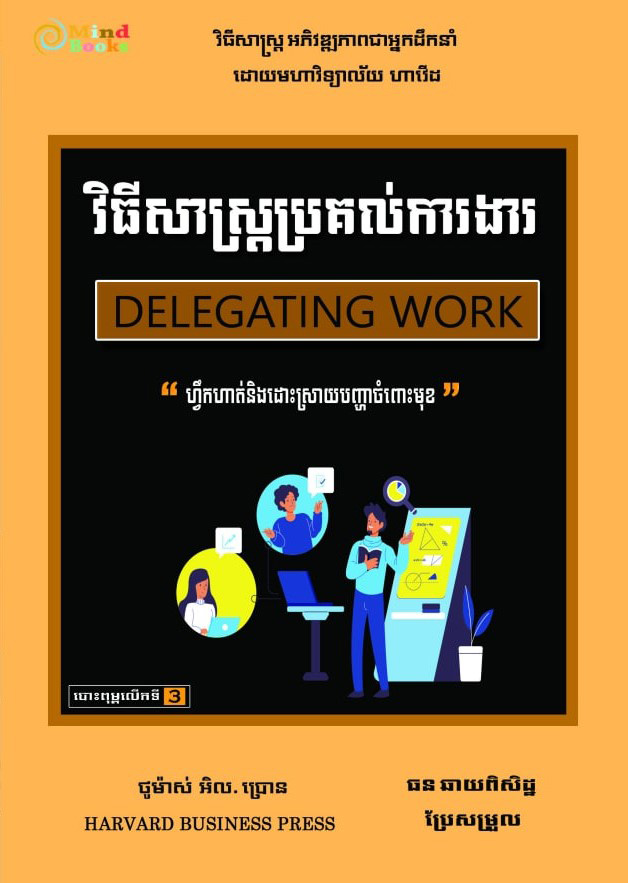 Mind
Books
វិធីសាស្ត្រ អភិវឌ្ឍភាពជាអ្នកដឹកនាំ
ដោយមហាវិទ្យាល័យ ហាវើដ
វិធីសាស្ត្រប្រគល់ការងារ
DELEGATING WORK
“ ហ្វឹកហាត់និងដោះស្រាយបញ្ហាចំពោះមុខ ”
បោះពុម្ពលើកទី 3
ថូម៉ាស់ អិល. ប្រោន
HARVARD BUSINESS PRESS
ធន ឆាយពិសិដ្ឋ
ប្រែសម្រួល